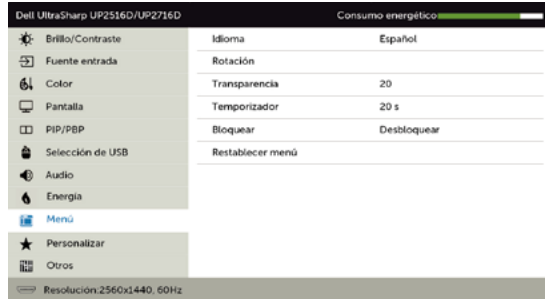 Dell UltraSharp UP2516D/UP2716D Consumo energético
Brillo/Contraste Idioma Español
Fuente entrada Rotación
Color Transparencia 20
Pantalla Temporizador 20 s
PIP/PBP Bloquear Desbloquear
Selección de USB Restablecer menú
Audio
Energía
Menú
Personalizar
Otros
Resolución:2560x1440, 60Hz